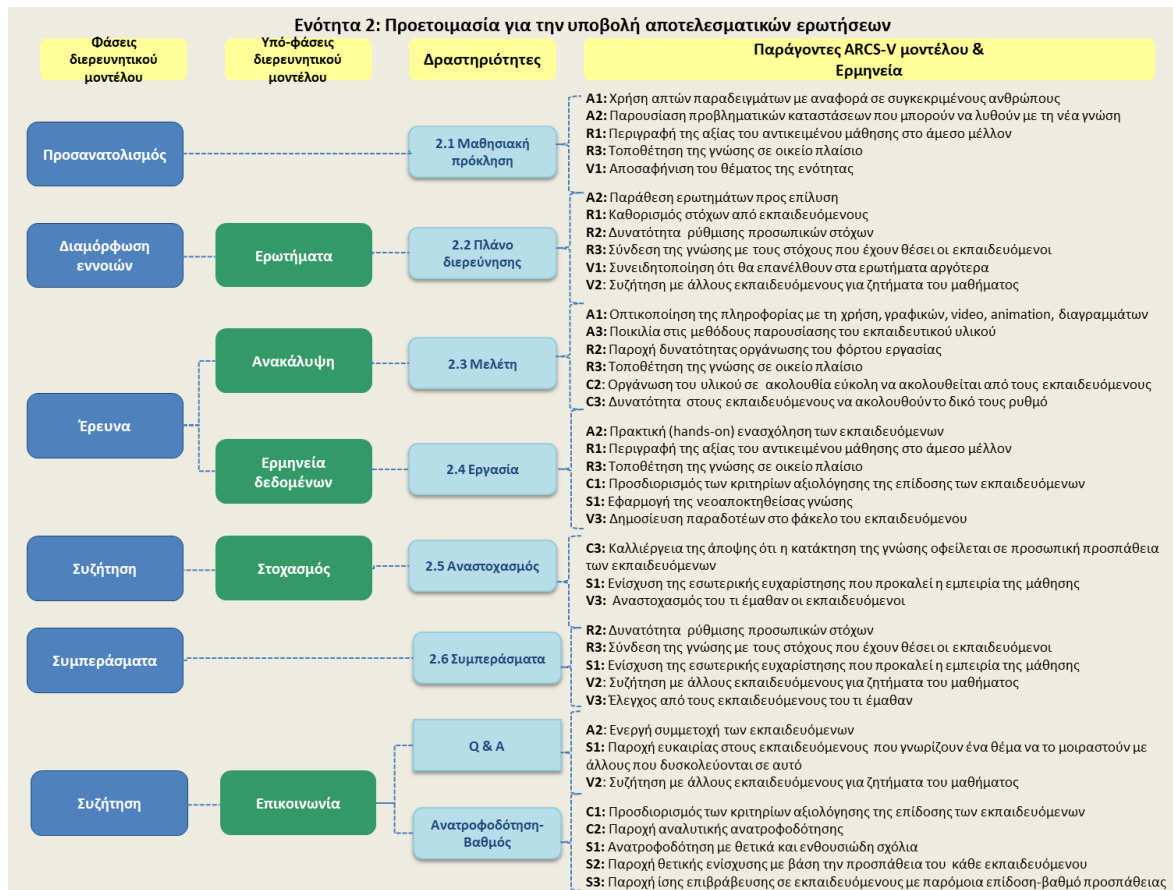 Ενότητα 2: Προετοιμασία για την υποβολή αποτελεσματικών ερωτήσεων
Φάσεις
διερευνητικού
μοντέλου
Υπό-φάσεις
διερευνητικού
μοντέλου
Δραστηριότητες
Παράγοντες ARCS-V μοντέλου &
Ερμηνεία
Προσανατολισμός
2.1 Μαθησιακή
πρόκληση
A1: Χρήση απτών παραδειγμάτων με αναφορά σε συγκεκριμένους ανθρώπους
A2: Παρουσίαση προβληματικών καταστάσεων που μπορούν να λυθούν με τη νέα γνώση
R1: Περιγραφή της αξίας του αντικειμένου μάθησης στο άμεσο μέλλον
R3: Τοποθέτηση της γνώσης σε οικείο πλαίσιο
V1: Αποσαφήνιση του θέματος της ενότητας
Διαμόρφωση
εννοιών
Ερωτήματα
2.2 Πλάνο
διερεύνησης
A2: Παράθεση ερωτημάτων προς επίλυση
R1: Καθορισμός στόχων από εκπαιδευόμενους
R2: Δυνατότητα ρύθμισης προσωπικών στόχων
R3: Σύνδεση της γνώσης με τους στόχους που έχουν θέσει οι εκπαιδευόμενοι
V1: Συνειδητοποίηση ότι θα επανέλθουν στα ερωτήματα αργότερα
V2: Συζήτηση με άλλους εκπαιδευόμενους για ζητήματα του μαθήματος
Έρευνα
Ανακάλυψη
2.3 Μελέτη
A1: Οπτικοποίηση της πληροφορίας με τη χρήση, γραφικών, video, animation, διαγραμμάτων
A3: Ποικιλία στις μεθόδους παρουσίασης του εκπαιδευτικού υλικού
R2: Παροχή δυνατότητας οργάνωσης του φόρτου εργασίας
R3: Τοποθέτηση της γνώσης σε οικείο πλαίσιο
C2: Οργάνωση του υλικού σε ακολουθία εύκολη να ακολουθείται από τους εκπαιδευόμενους
C3: Δυνατότητα στους εκπαιδευόμενους να ακολουθούν το δικό τους ρυθμό
Ερμηνεία
δεδομένων
2.4 Εργασία
A2: Πρακτική (hands-on) ενασχόληση των εκπαιδευόμενων
R1: Περιγραφή της αξίας του αντικειμένου μάθησης στο άμεσο μέλλον
R3: Τοποθέτηση της γνώσης σε οικείο πλαίσιο
C1: Προσδιορισμός των κριτηρίων αξιολόγησης της επίδοσης των εκπαιδευόμενων
S1: Εφαρμογή της νεοαποκτηθείσας γνώσης
V3: Δημοσίευση παραδοτέων στο φάκελο του εκπαιδευόμενου
Συζήτηση
Στοχασμός
2.5 Αναστοχασμός
C3: Καλλιέργεια της άποψης ότι η κατάκτηση της γνώσης οφείλεται σε προσωπική προσπάθεια
των εκπαιδευόμενων
S1: Ενίσχυση της εσωτερικής ευχαρίστησης που προκαλεί η εμπειρία της μάθησης
V3: Αναστοχασμός του τι έμαθαν οι εκπαιδευόμενοι
Συμπεράσματα
2.6 Συμπεράσματα
R2: Δυνατότητα ρύθμισης προσωπικών στόχων
R3: Σύνδεση της γνώσης με τους στόχους που έχουν θέσει οι εκπαιδευόμενοι
S1: Ενίσχυση της εσωτερικής ευχαρίστησης που προκαλεί η εμπειρία της μάθησης
V2: Συζήτηση με άλλους εκπαιδευόμενους για ζητήματα του μαθήματος
V3: Έλεγχος από τους εκπαιδευόμενους του τι έμαθαν
Συζήτηση
Επικοινωνία
Q & A
A2: Ενεργή συμμετοχή των εκπαιδευόμενων
S1: Παροχή ευκαιρίας στους εκπαιδευόμενους που γνωρίζουν ένα θέμα να το μοιραστούν με
άλλους που δυσκολεύονται σε αυτό
V2: Συζήτηση με άλλους εκπαιδευόμενους για ζητήματα του μαθήματος
Ανατροφοδότηση-
Βαθμός
C1: Προσδιορισμός των κριτηρίων αξιολόγησης της επίδοσης των εκπαιδευόμενων
C2: Παροχή αναλυτικής ανατροφοδότησης
S1: Ανατροφοδότηση με θετικά και ενθουσιώδη σχόλια
S2: Παροχή θετικής ενίσχυσης με βάση την προσπάθεια του κάθε εκπαιδευομένου
S3: Παροχή ίσης επιβράβευσης σε εκπαιδευόμενους με παρόμοια επίδοση-βαθμό προσπάθειας